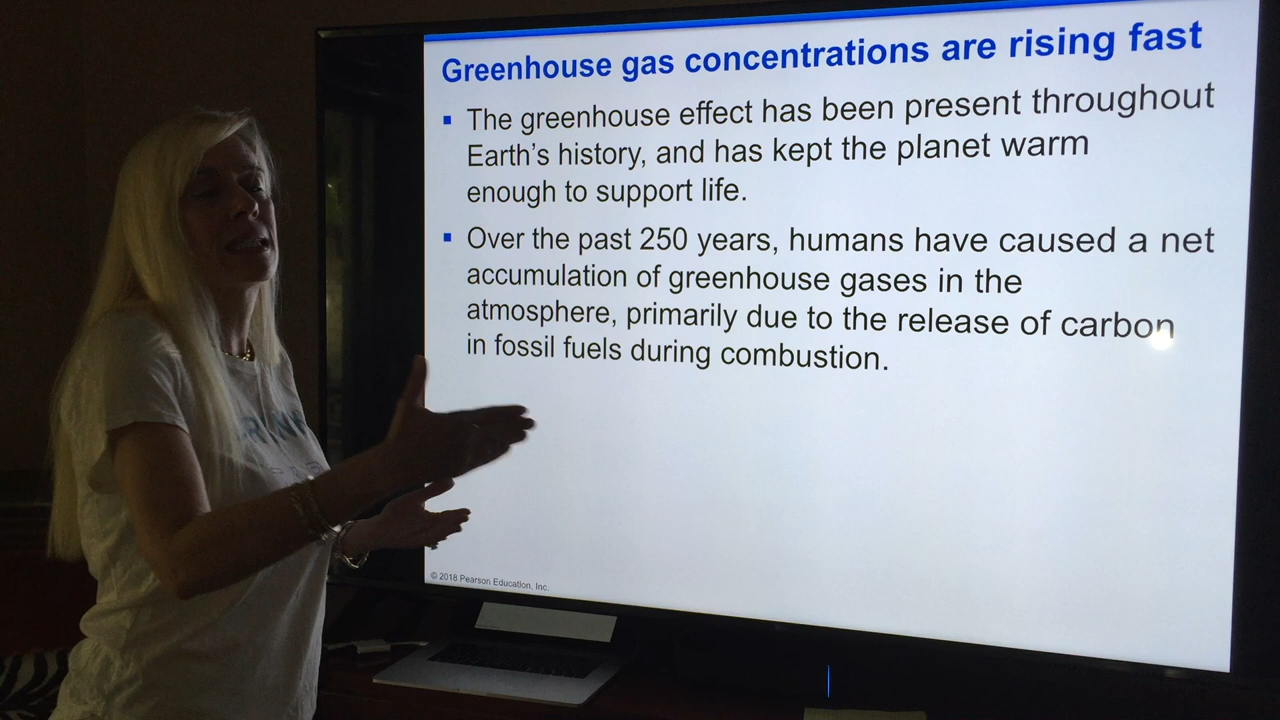 Greenhouse gas concentrations are rising fast
▪ The greenhouse effect has been present throughout
Earth’s history, and has kept the planet warm
enough to support life.
▪ Over the past 250 years, humans have caused a net
accumulation of greenhouse gases in the
atmosphere, primarily due to the release of carbon
in fossil fuels during combustion.
© 2018 Pearson Education, Inc.